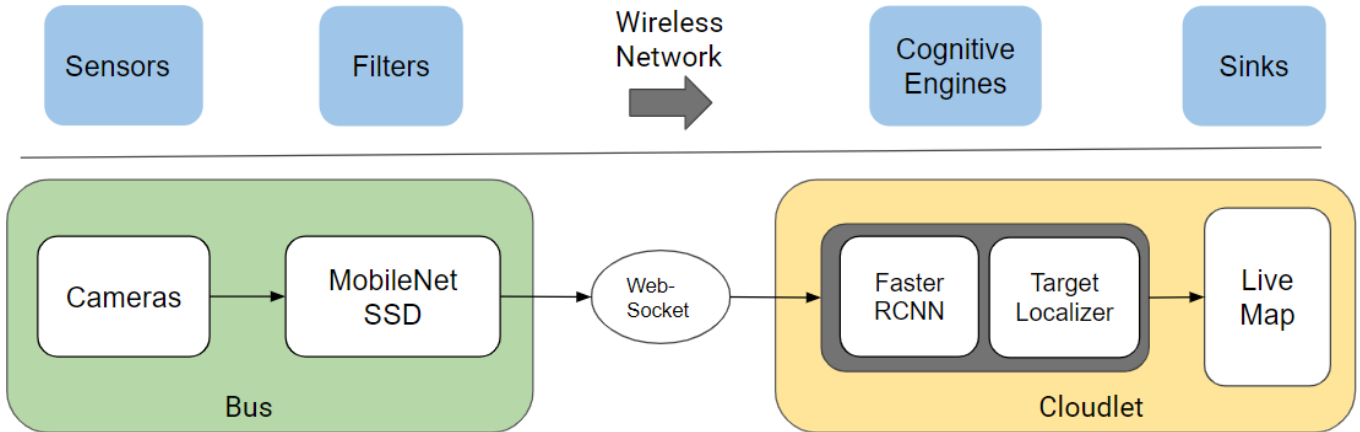 Sensors
Filters
Wireless
Network
Cognitive
Engines
Sinks
Cameras
MobileNet
SSD
Web-
Socket
Faster
RCNN
Target
Localizer
Live
Map
Bus
Cloudlet